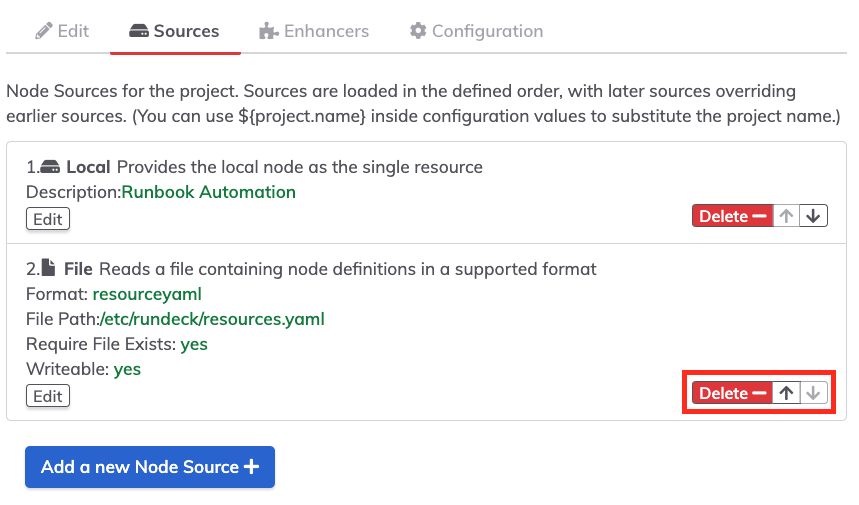 Edit Sources Enhancers Configuration
Node Sources for the project. Sources are loaded in the defined order, with later sources overriding
earlier sources. (You can use ${project.name} inside configuration values to substitute the project name.)
1. Local Provides the local node as the single resource
Description:Runbook Automation
Edit
Delete
2. File Reads a file containing node definitions in a supported format
Format: resourceyaml
File Path:/etc/rundeck/resources.yaml
Require File Exists: yes
Writeable: yes
Edit
Delete
Add a new Node Source